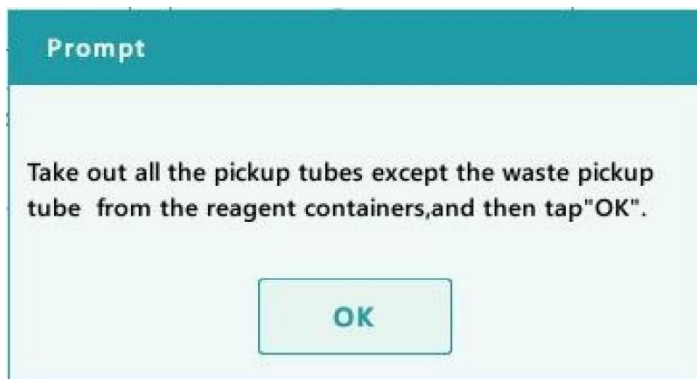 Prompt
Take out all the pickup tubes except the waste pickup
tube  from the reagent containers,and then tap"OK".
OK